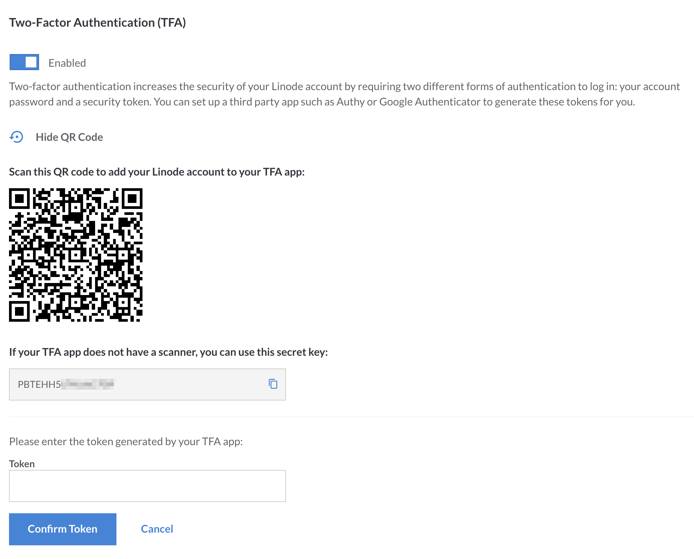 Two-Factor Authentication (TFA)
Enabled
Two-factor authentication increases the security of your Linode account by requiring two different forms of authentication to log in: your account
password and a security token. You can set up a third party app such as Authy or Google Authenticator to generate these tokens for you.
Hide QR Code
Scan this QR code to add your Linode account to your TFA app:
If your TFA app does not have a scanner, you can use this secret key:
PBTEHH5
Please enter the token generated by your TFA app:
Token
Confirm Token
Cancel